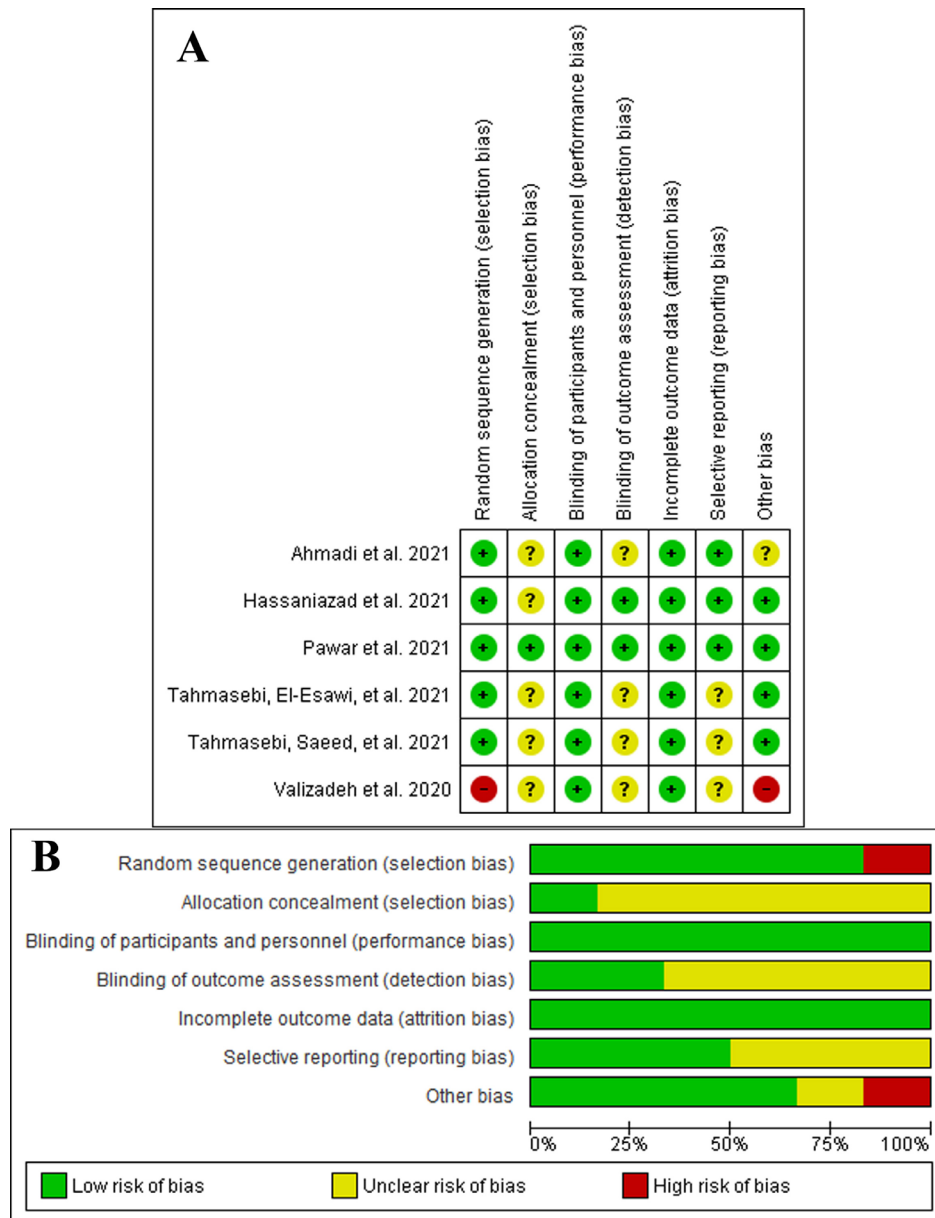 A
Random sequence generation (selection bias)
Allocation concealment (selection bias)
Blinding of participants and personnel (performance bias)
Blinding of outcome assessment (detection bias)
Incomplete outcome data (attrition bias)
Selective reporting (reporting bias)
Other bias
Ahmadi et al. 2021 + ? + ? + + ?
Hassaniazad et al. 2021 + ? + + + + +
Pawar et al. 2021 + + + + + + +
Tahmasebi, El-Esawi, et al. 2021 + ? + ? + ? +
Tahmasebi, Saeed, et al. 2021 + ? + ? + ? +
Valizadeh et al. 2020 - ? + ? + ? -
B
Random sequence generation (selection bias)
Allocation concealment (selection bias)
Blinding of participants and personnel (performance bias)
Blinding of outcome assessment (detection bias)
Incomplete outcome data (attrition bias)
Selective reporting (reporting bias)
Other bias
0% 25% 50% 75% 100%
Low risk of bias Unclear risk of bias High risk of bias